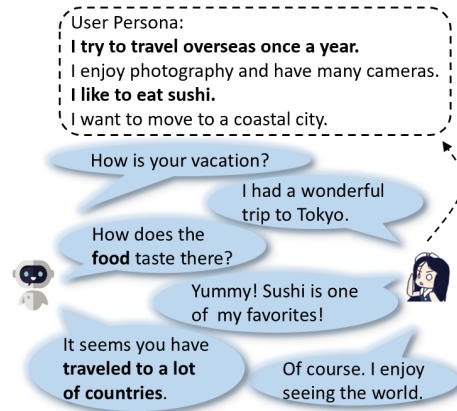 User Persona:
I try to travel overseas once a year.
I enjoy photography and have many cameras.
I like to eat sushi.
I want to move to a coastal city.
How is your vacation?
I had a wonderful
trip to Tokyo.
How does the
food taste there?
Yummy! Sushi is one
of my favorites!
It seems you have
traveled to a lot
of countries.
Of course. I enjoy
seeing the world.